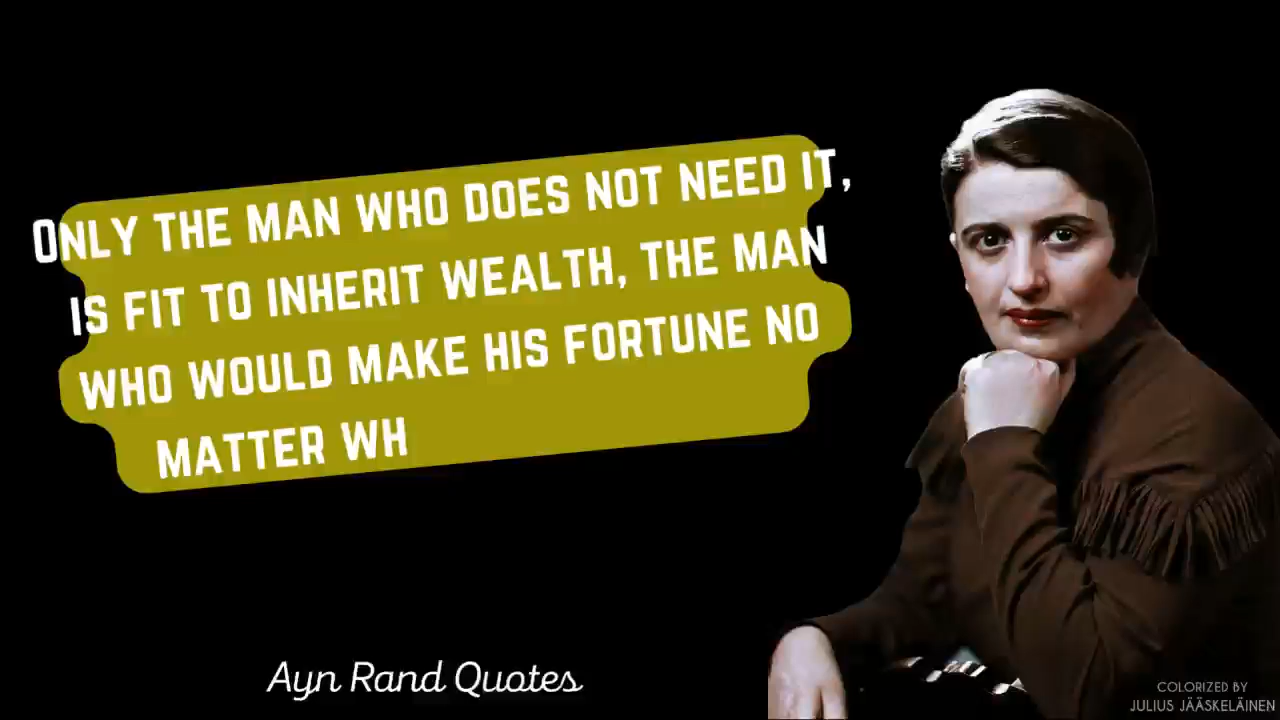 Only the man who does not need it,
is fit to inherit wealth, the man
who would make his fortune no
matter wh
Ayn Rand Quotes
COLORIZED BY
JULIUS JÄÄSKELÄINEN